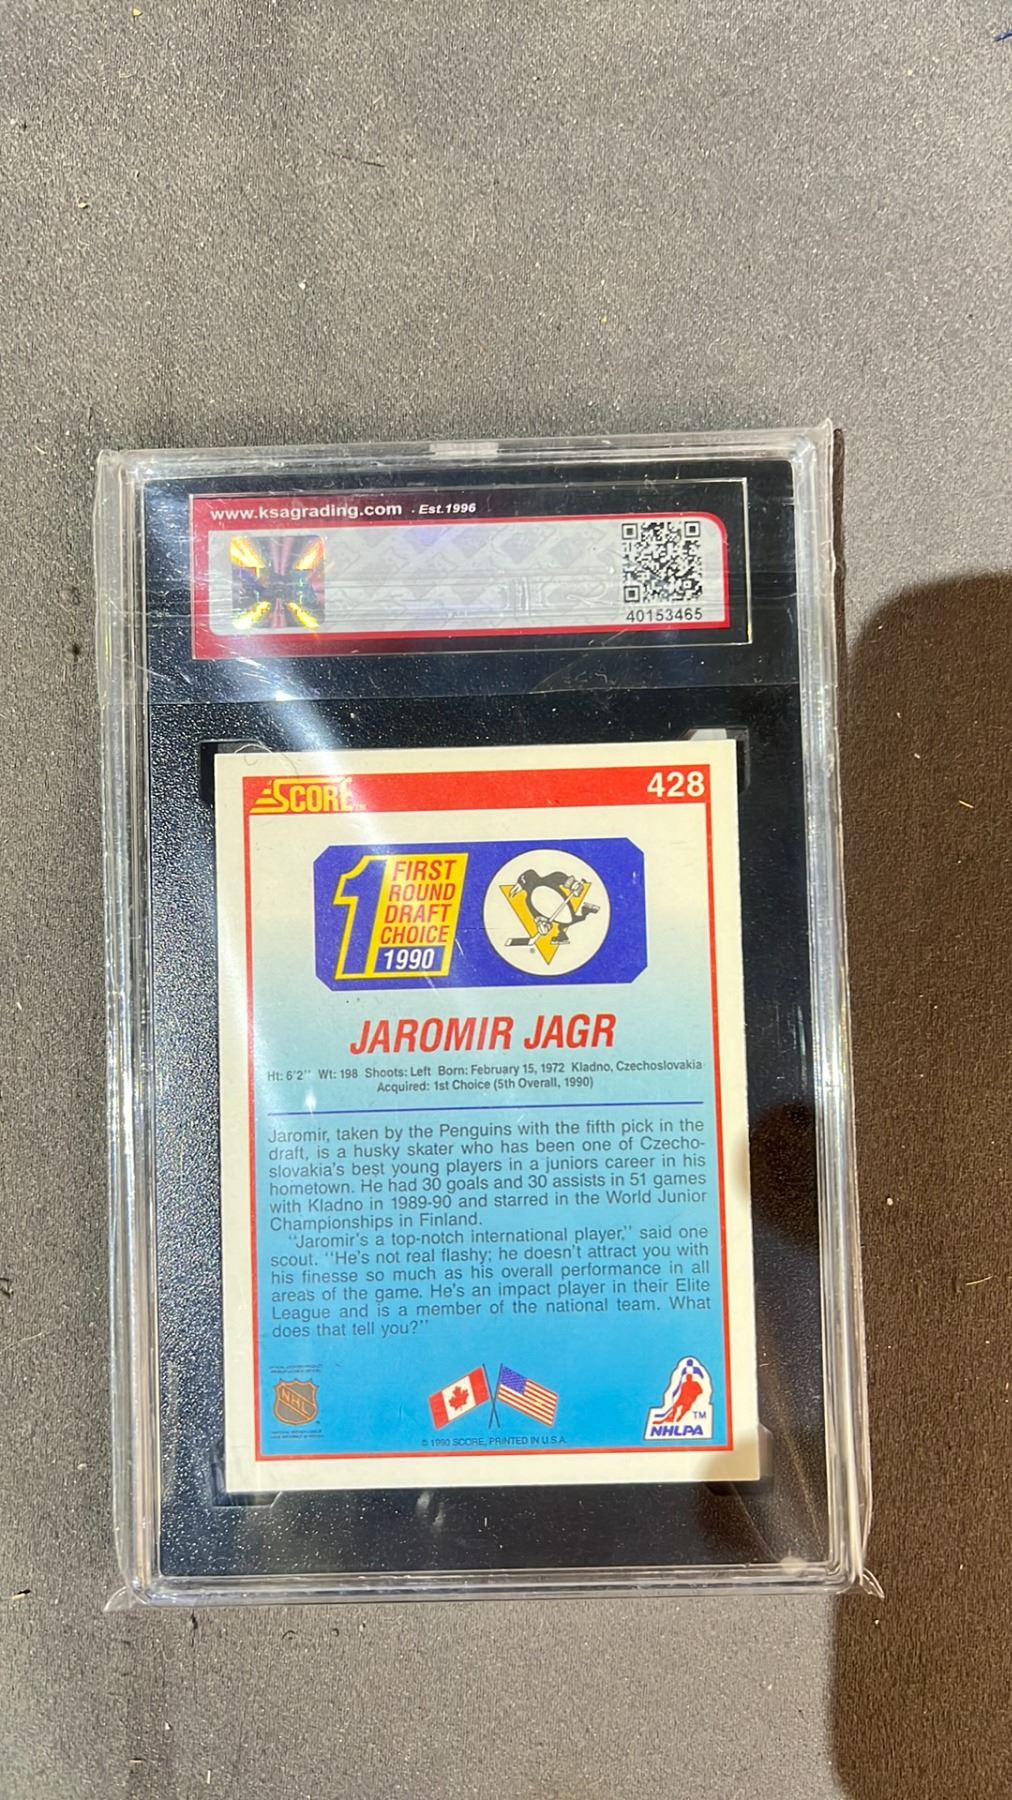 www.ksagrading.com · Est.1996
40153465
SCORE
428
1
FIRST
ROUND
DRAFT
CHOICE
1990
JAROMIR JAGR
Ht: 6'2'' Wt: 198 Shoots: Left Born: February 15, 1972 Kladno, Czechoslovakia
Acquired: 1st Choice (5th Overall, 1990)
Jaromir, taken by the Penguins with the fifth pick in the
draft, is a husky skater who has been one of Czecho-
slovakia's best young players in a juniors career in his
hometown. He had 30 goals and 30 assists in 51 games
with Kladno in 1989-90 and starred in the World Junior
Championships in Finland.
''Jaromir's a top-notch international player,'' said one
scout. ''He's not real flashy; he doesn't attract you with
his finesse so much as his overall performance in all
areas of the game. He's an impact player in their Elite
League and is a member of the national team. What
does that tell you?''
NHL
TM
NHLPA
© 1990 SCORE, PRINTED IN U.S.A.